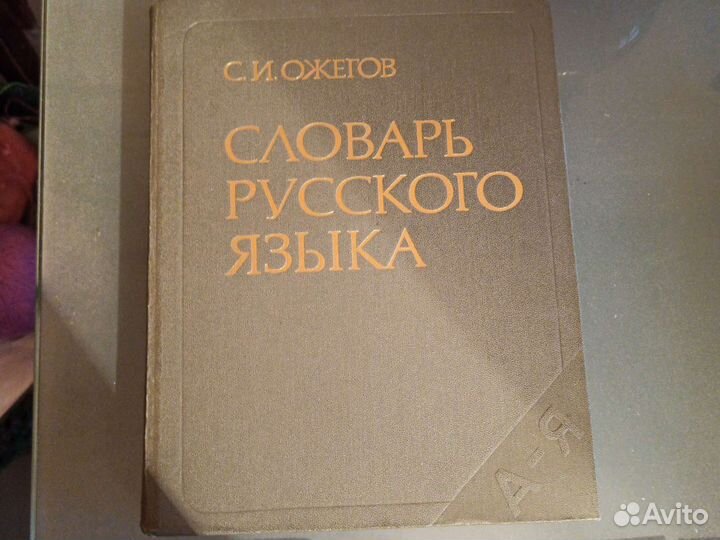 С. И. ОЖЕГОВ
СЛОВАРЬ
РУССКОГО
ЯЗЫКА
А-Я
Avito